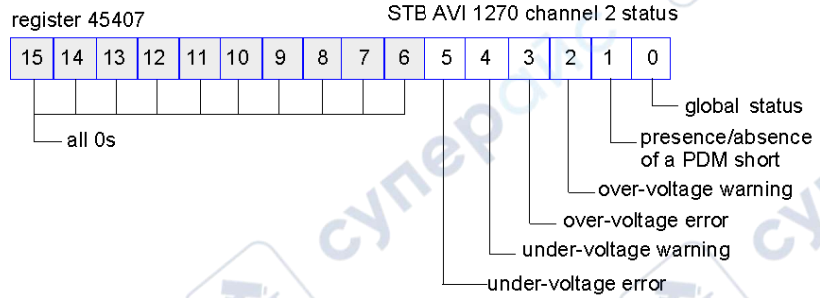 register 45407
STB AVI 1270 channel 2 status
15 14 13 12 11 10 9 8 7 6 5 4 3 2 1 0
global status
all 0s
presence/absence
of a PDM short
over-voltage warning
over-voltage error
under-voltage warning
under-voltage error
суперайс